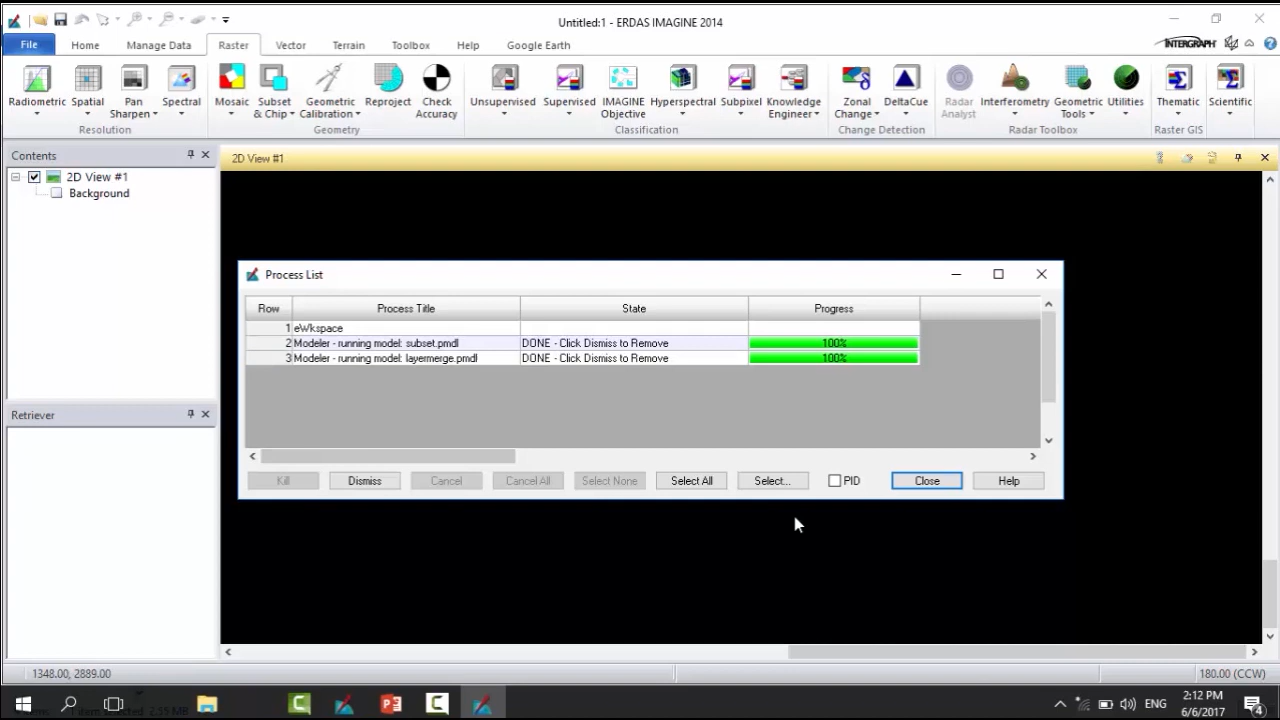 Untitled:1 - ERDAS IMAGINE 2014
File Home Manage Data Raster Vector Terrain Toolbox Help Google Earth
INTERGRAPH
Radiometric Spatial Pan Sharpen Spectral Mosaic Subset & Chip Geometric Calibration Reproject Check Accuracy Unsupervised Supervised IMAGINE Objective Hyperspectral Subpixel Knowledge Engineer Zonal Change DeltaCue Radar Analyst Interferometry Geometric Tools Utilities Thematic Scientific
Resolution Geometry Classification Change Detection Radar Toolbox Raster GIS
Contents
2D View #1
2D View #1
Background
Process List
Row Process Title State Progress
1 eWkspace
2 Modeler - running model: subset.pmdl DONE - Click Dismiss to Remove 100%
3 Modeler - running model: layermerge.pmdl DONE - Click Dismiss to Remove 100%
Retriever
Kill Dismiss Cancel Cancel All Select None Select All Select... PID Close Help
1348.00, 2889.00
180.00 (CCW)
ENG
2:12 PM
6/6/2017
4